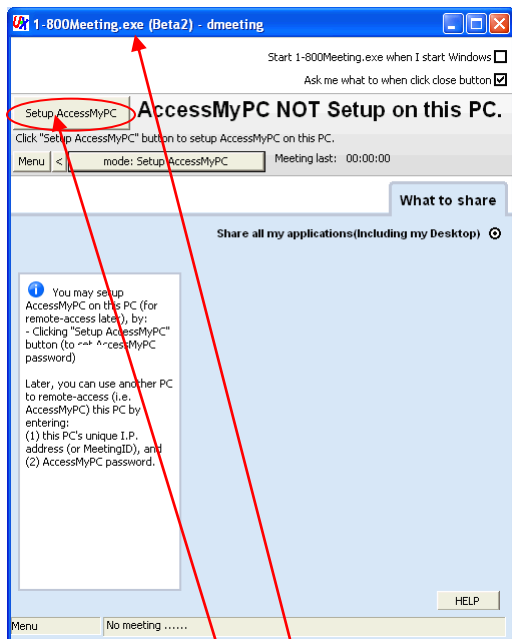 1-800Meeting.exe (Beta2) - dmeeting
Start 1-800Meeting.exe when I start Windows
Ask me what to when click close button
Setup AccessMyPC
AccessMyPC NOT Setup on this PC.
Click "Setup AccessMyPC" button to setup AccessMyPC on this PC.
Menu < mode: Setup AccessMyPC Meeting last: 00:00:00
What to share
Share all my applications(Including my Desktop)
You may setup
AccessMyPC on this PC (for
remote-access later), by:
- Clicking "Setup AccessMyPC"
button (to set AccessMyPC
password)
Later, you can use another PC
to remote-access (i.e.
AccessMyPC) this PC by
entering:
(1) this PC's unique I.P.
address (or MeetingID), and
(2) AccessMyPC password.
HELP
Menu No meeting ......